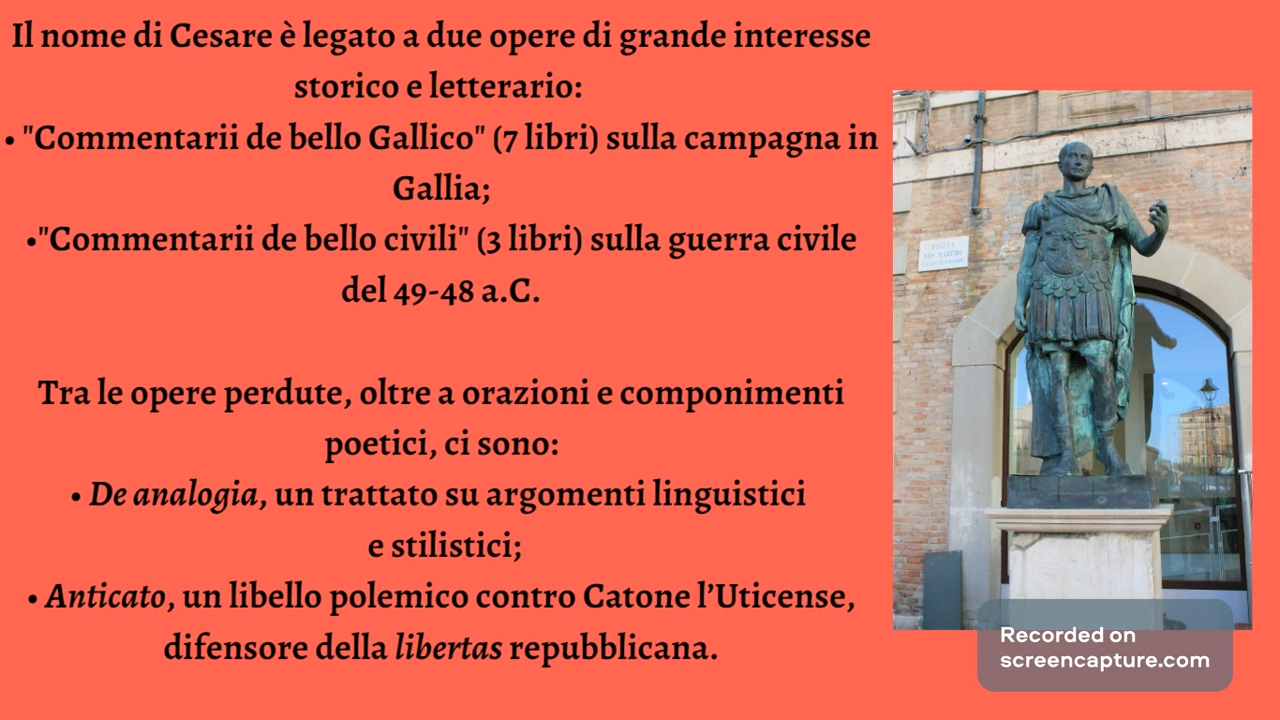 Il nome di Cesare è legato a due opere di grande interesse
storico e letterario:
• "Commentarii de bello Gallico" (7 libri) sulla campagna in
Gallia;
•"Commentarii de bello civili" (3 libri) sulla guerra civile
del 49-48 a.C.
Tra le opere perdute, oltre a orazioni e componimenti
poetici, ci sono:
• De analogia, un trattato su argomenti linguistici
e stilistici;
• Anticato, un libello polemico contro Catone l’Uticense,
difensore della libertas repubblicana.
PIAZZA
TRE MARTIRI
Recorded on
screencapture.com